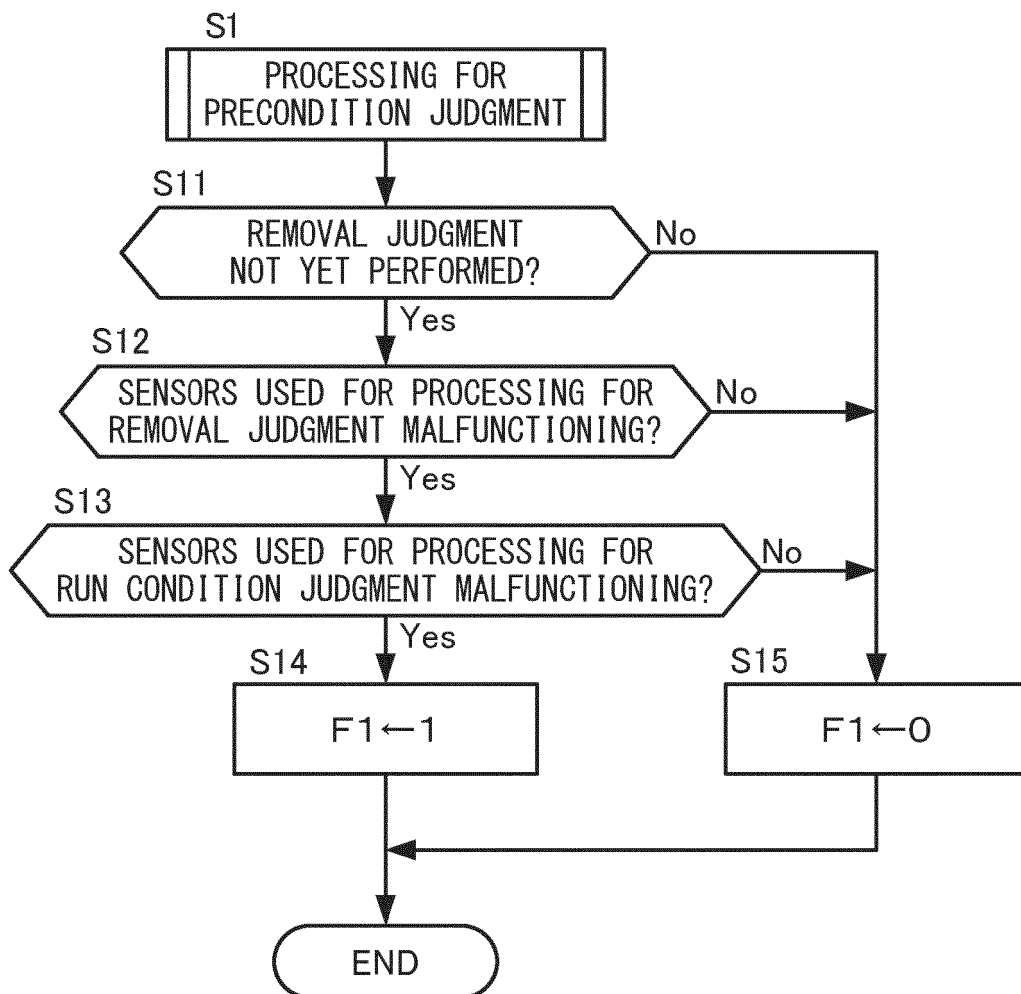 S1
PROCESSING FOR
PRECONDITION JUDGMENT
S11
REMOVAL JUDGMENT
NOT YET PERFORMED?
No
Yes
S12
SENSORS USED FOR PROCESSING FOR
REMOVAL JUDGMENT MALFUNCTIONING?
No
Yes
S13
SENSORS USED FOR PROCESSING FOR
RUN CONDITION JUDGMENT MALFUNCTIONING?
No
Yes
S14
F1←1
S15
F1←0
END